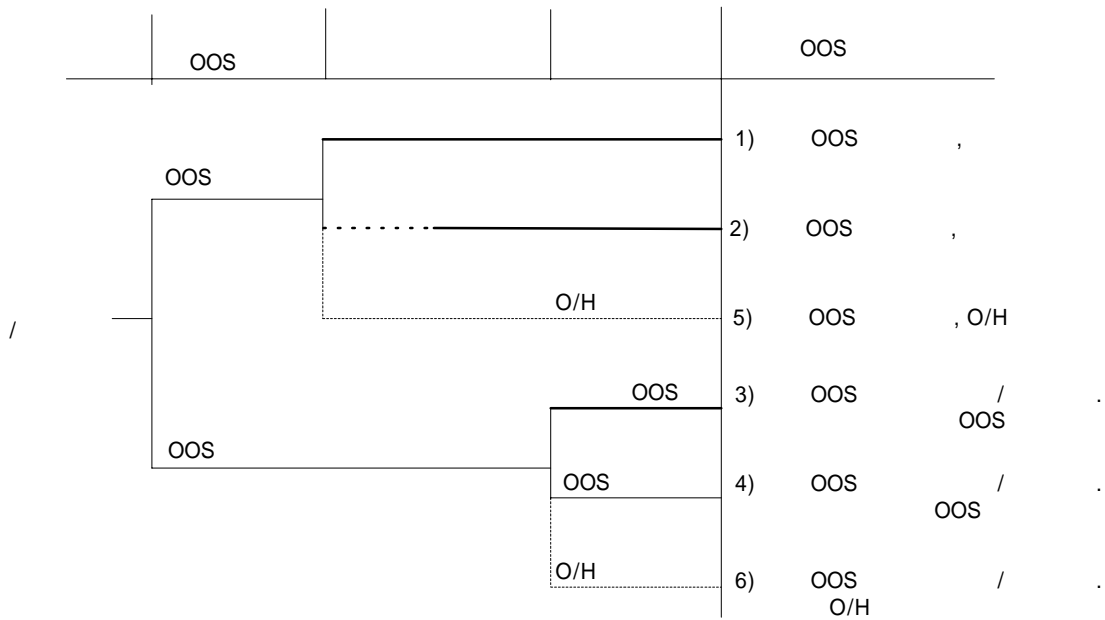 OOS
OOS
1) OOS ,
OOS
2) OOS ,
O/H
5) OOS , O/H
/
OOS
3) OOS / .
OOS
OOS
OOS
4) OOS / .
OOS
O/H
6) OOS / .
O/H